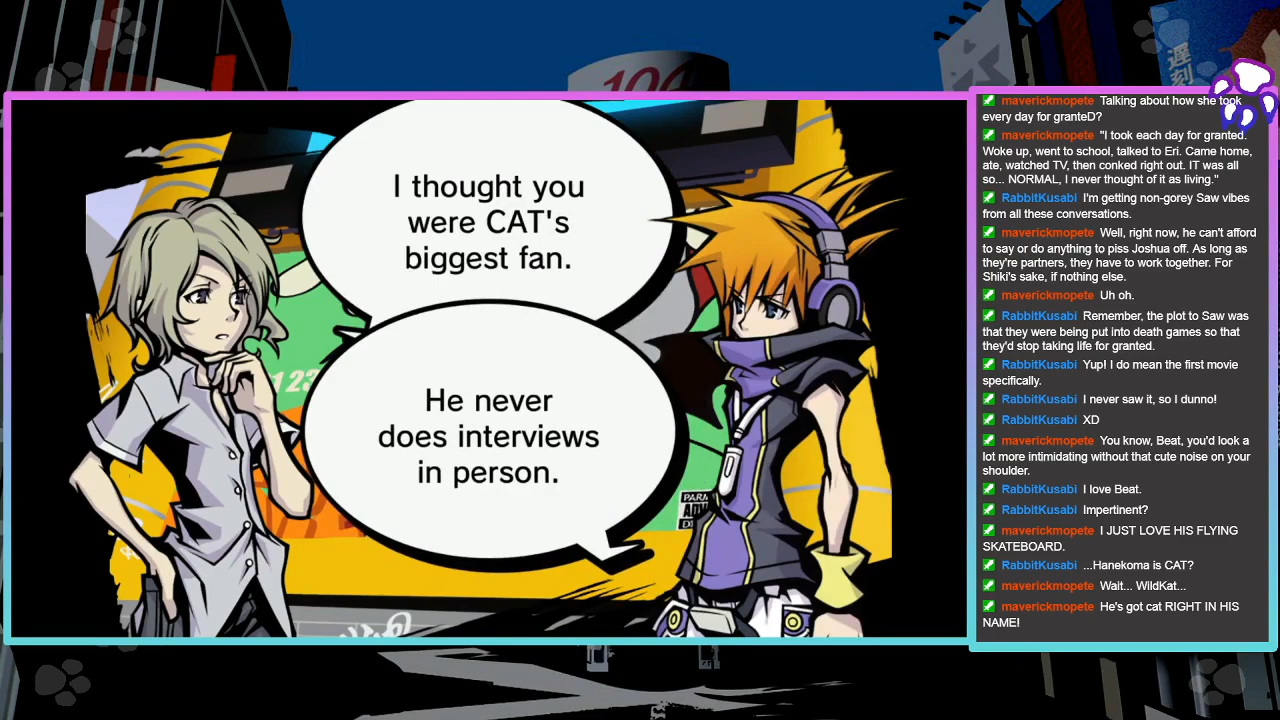 106
遅刻
I thought you
were CAT's
biggest fan.
He never
does interviews
in person.
123
maverickmopete Talking about how she took
every day for granteD?
maverickmopete "I took each day for granted.
Woke up, went to school, talked to Eri. Came home,
ate, watched TV, then conked right out. IT was all
so... NORMAL, I never thought of it as living."
RabbitKusabi I'm getting non-gorey Saw vibes
from all these conversations.
maverickmopete Well, right now, he can't afford
to say or do anything to piss Joshua off. As long as
they're partners, they have to work together. For
Shiki's sake, if nothing else.
maverickmopete Uh oh.
RabbitKusabi Remember, the plot to Saw was
that they were being put into death games so that
they'd stop taking life for granted.
RabbitKusabi Yup! I do mean the first movie
specifically.
RabbitKusabi I never saw it, so I dunno!
RabbitKusabi XD
maverickmopete You know, Beat, you'd look a
lot more intimidating without that cute noise on your
shoulder.
RabbitKusabi I love Beat.
RabbitKusabi Impertinent?
maverickmopete I JUST LOVE HIS FLYING
SKATEBOARD.
RabbitKusabi ...Hanekoma is CAT?
maverickmopete Wait... WildKat...
maverickmopete He's got cat RIGHT IN HIS
NAME!